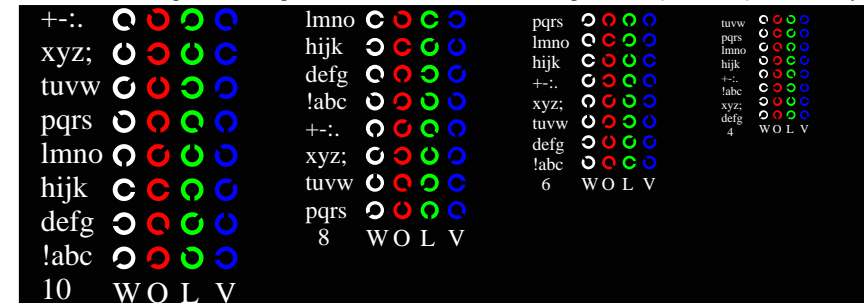 +-:.
xyz;
tuvw
pqrs
lmno
hijk
defg
!abc
10 W O L V
lmno
hijk
defg
!abc
+-:.
xyz;
tuvw
pqrs
8 W O L V
pqrs
lmno
hijk
+-:.
xyz;
tuvw
defg
!abc
6 W O L V
tuvw
pqrs
lmno
hijk
+-:.
!abc
xyz;
defg
4 W O L V